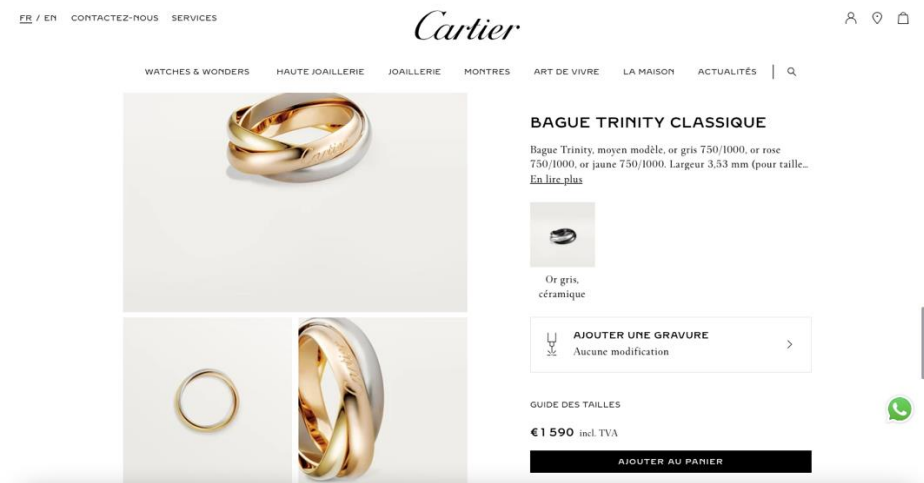 FR / EN CONTACTEZ-NOUS SERVICES
Cartier
WATCHES & WONDERS HAUTE JOAILLERIE JOAILLERIE MONTRES ART DE VIVRE LA MAISON ACTUALITÉS
Cartier
BAGUE TRINITY CLASSIQUE
Bague Trinity, moyen modèle, or gris 750/1000, or rose
750/1000, or jaune 750/1000. Largeur 3,53 mm (pour taille...
En lire plus
Or gris,
céramique
AJOUTER UNE GRAVURE
Aucune modification
GUIDE DES TAILLES
€1 590 incl. TVA
AJOUTER AU PANIER